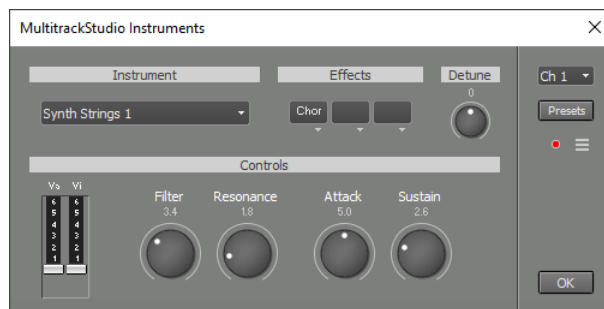 MultitrackStudio Instruments
Instrument Effects Detune
0
Synth Strings 1 Chor
Ch 1
Presets
Controls
Vo Vi
6 6
5 5
4 4
3 3
2 2
1 1
Filter Resonance Attack Sustain
3.4 1.8 5.0 2.6
OK